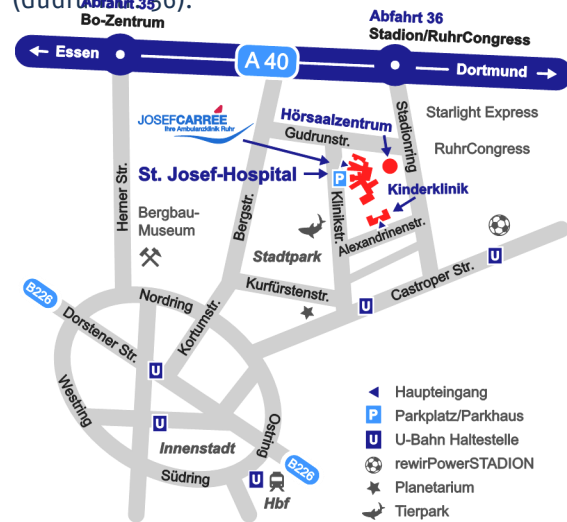 Abfahrt 35
Bo-Zentrum
Abfahrt 36
Stadion/RuhrCongress
Essen
A 40
Dortmund
JOSEFCARRÉE
Ihre Ambulanzklinik Ruhr
Hörsaalzentrum
Gudrunstr.
Stadionring
Starlight Express
RuhrCongress
St. Josef-Hospital
P
Kinderklinik
Herner Str.
Bergstr.
Klinikstr.
Bergbau-
Museum
Stadtpark
Alexandrinenstr.
U
Castroper Str.
Kurfürstenstr.
U
B226
Nordring
Dorstener Str.
Kortumstr.
U
Westring
U
Innenstadt
Ostring
B226
Südring
U
Hbf
Haupteingang
P Parkplatz/Parkhaus
U U-Bahn Haltestelle
rewirPowerSTADION
Planetarium
Tierpark